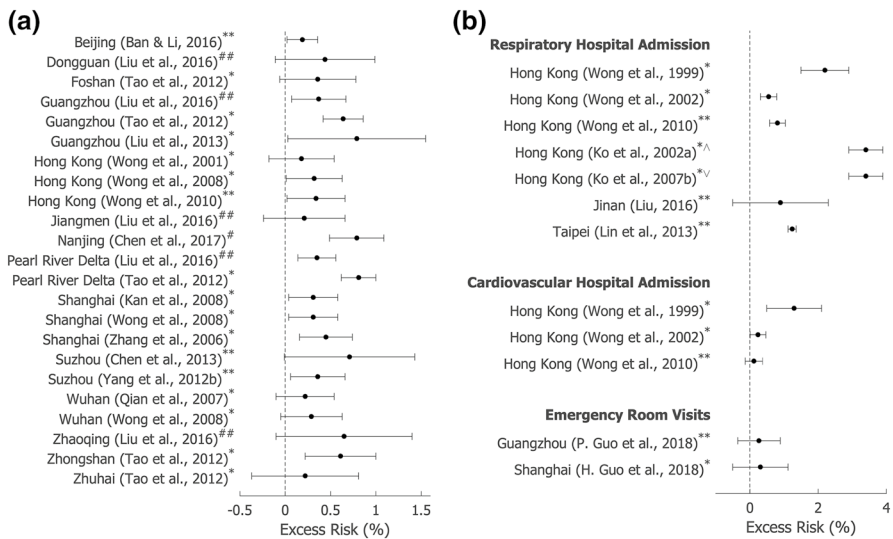 (a)
Beijing (Ban & Li, 2016)**
Dongguan (Liu et al., 2016)##
Foshan (Tao et al., 2012)*
Guangzhou (Liu et al., 2016)##
Guangzhou (Tao et al., 2012)*
Guangzhou (Liu et al., 2013)*
Hong Kong (Wong et al., 2001)*
Hong Kong (Wong et al., 2008)*
Hong Kong (Wong et al., 2010)**
Jiangmen (Liu et al., 2016)##
Nanjing (Chen et al., 2017)#
Pearl River Delta (Liu et al., 2016)##
Pearl River Delta (Tao et al., 2012)*
Shanghai (Kan et al., 2008)*
Shanghai (Wong et al., 2008)*
Shanghai (Zhang et al., 2006)*
Suzhou (Chen et al., 2013)**
Suzhou (Yang et al., 2012b)**
Wuhan (Qian et al., 2007)*
Wuhan (Wong et al., 2008)*
Zhaoqing (Liu et al., 2016)##
Zhongshan (Tao et al., 2012)*
Zhuhai (Tao et al., 2012)*
-0.5 0 0.5 1 1.5
Excess Risk (%)
(b)
Respiratory Hospital Admission
Hong Kong (Wong et al., 1999)*
Hong Kong (Wong et al., 2002)*
Hong Kong (Wong et al., 2010)**
Hong Kong (Ko et al., 2002a)*^
Hong Kong (Ko et al., 2007b)*v
Jinan (Liu, 2016)**
Taipei (Lin et al., 2013)**
Cardiovascular Hospital Admission
Hong Kong (Wong et al., 1999)*
Hong Kong (Wong et al., 2002)*
Hong Kong (Wong et al., 2010)**
Emergency Room Visits
Guangzhou (P. Guo et al., 2018)**
Shanghai (H. Guo et al., 2018)*
0 2 4
Excess Risk (%)